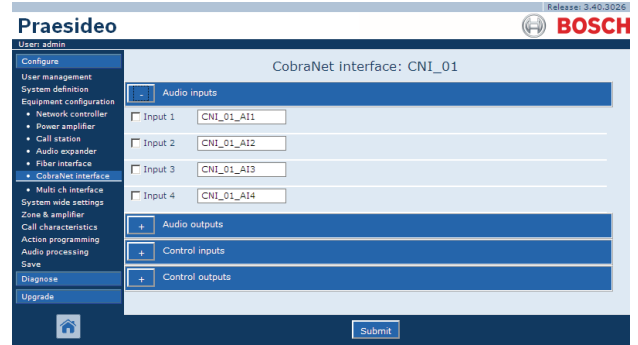 Release: 3.40.3026
Praesideo
BOSCH
User: admin
Configure
User management
System definition
Equipment configuration
• Network controller
• Power amplifier
• Call station
• Audio expander
• Fiber interface
• CobraNet interface
• Multi ch interface
System wide settings
Zone & amplifier
Call characteristics
Action programming
Audio processing
Save
Diagnose
Upgrade
CobraNet interface: CNI_01
- Audio inputs
Input 1 CNI_01_AI1
Input 2 CNI_01_AI2
Input 3 CNI_01_AI3
Input 4 CNI_01_AI4
+ Audio outputs
+ Control inputs
+ Control outputs
Submit